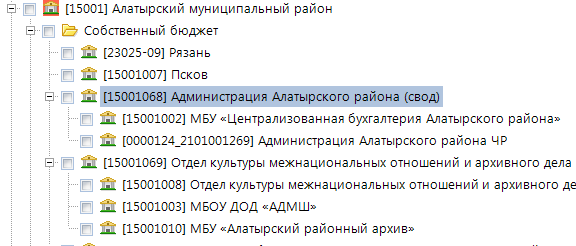 [15001] Алатырский муниципальный район
Собственный бюджет
[23025-09] Рязань
[15001007] Псков
[15001068] Администрация Алатырского района (свод)
[15001002] МБУ «Централизованная бухгалтерия Алатырского района»
[0000124_2101001269] Администрация Алатырского района ЧР
[15001069] Отдел культуры межнациональных отношений и архивного дела
[15001008] Отдел культуры межнациональных отношений и архивного де
[15001003] МБОУ ДОД «АДМШ»
[15001010] МБУ «Алатырский районный архив»